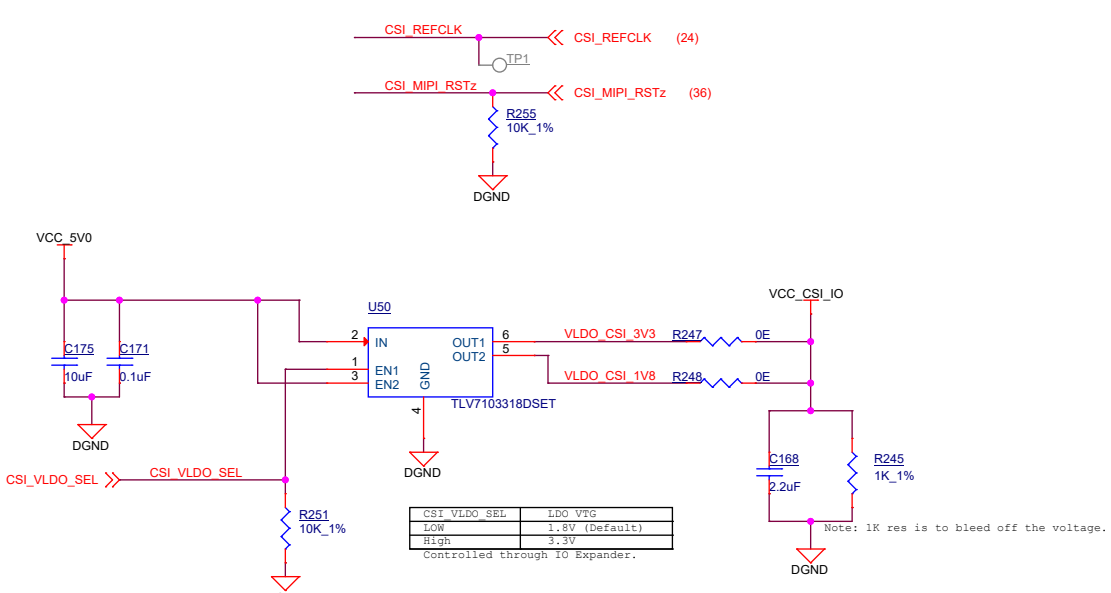 CSI_REFCLK
CSI_REFCLK (24)
TP1
CSI_MIPI_RSTz
CSI_MIPI_RSTz (36)
R255
10K_1%
DGND
VCC_5V0
VCC_CSI_IO
U50
2
IN
OUT1
6
VLDO_CSI_3V3
R247
0E
OUT2
5
C175
10uF
C171
0.1uF
1
EN1
3
EN2
GND
4
VLDO_CSI_1V8
R248
0E
TLV7103318DSET
DGND
DGND
CSI_VLDO_SEL
CSI_VLDO_SEL
C168
2.2uF
R245
1K_1%
R251
10K_1%
CSI_VLDO_SEL LDO VTG
LOW 1.8V (Default)
High 3.3V
Controlled through IO Expander.
Note: 1K res is to bleed off the voltage.
DGND